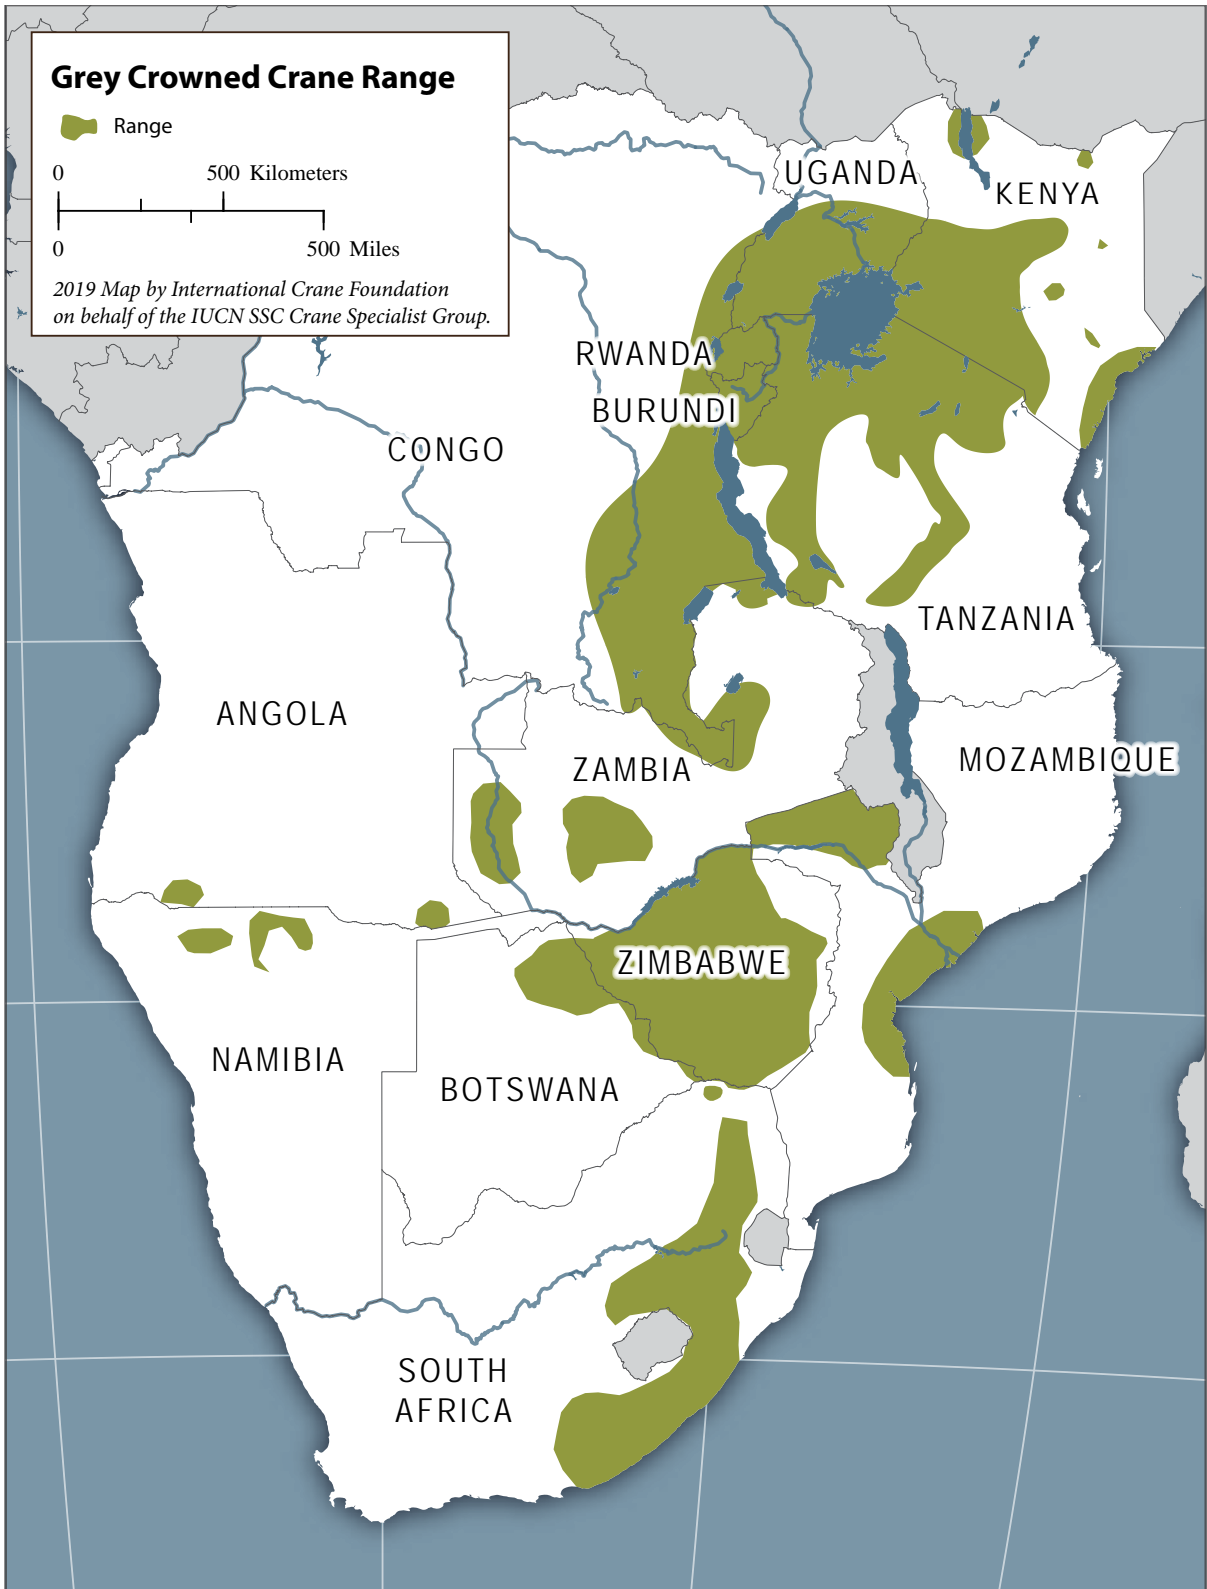 Grey Crowned Crane Range
Range
0 500 Kilometers
0 500 Miles
2019 Map by International Crane Foundation
on behalf of the IUCN SSC Crane Specialist Group.
UGANDA
KENYA
RWANDA
BURUNDI
CONGO
TANZANIA
ANGOLA
ZAMBIA
MOZAMBIQUE
ZIMBABWE
NAMIBIA
BOTSWANA
SOUTH
AFRICA